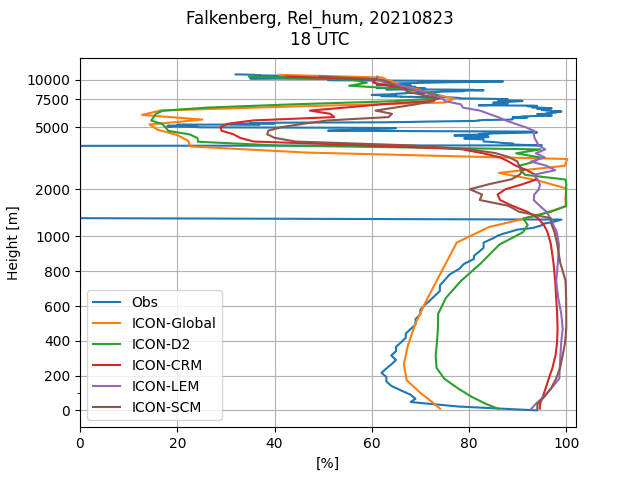 Falkenberg, Rel_hum, 20210823
18 UTC
Height [m]
10000
7500
5000
2000
1000
800
600
400
200
0
Obs
ICON-Global
ICON-D2
ICON-CRM
ICON-LEM
ICON-SCM
0 20 40 60 80 100
[%]